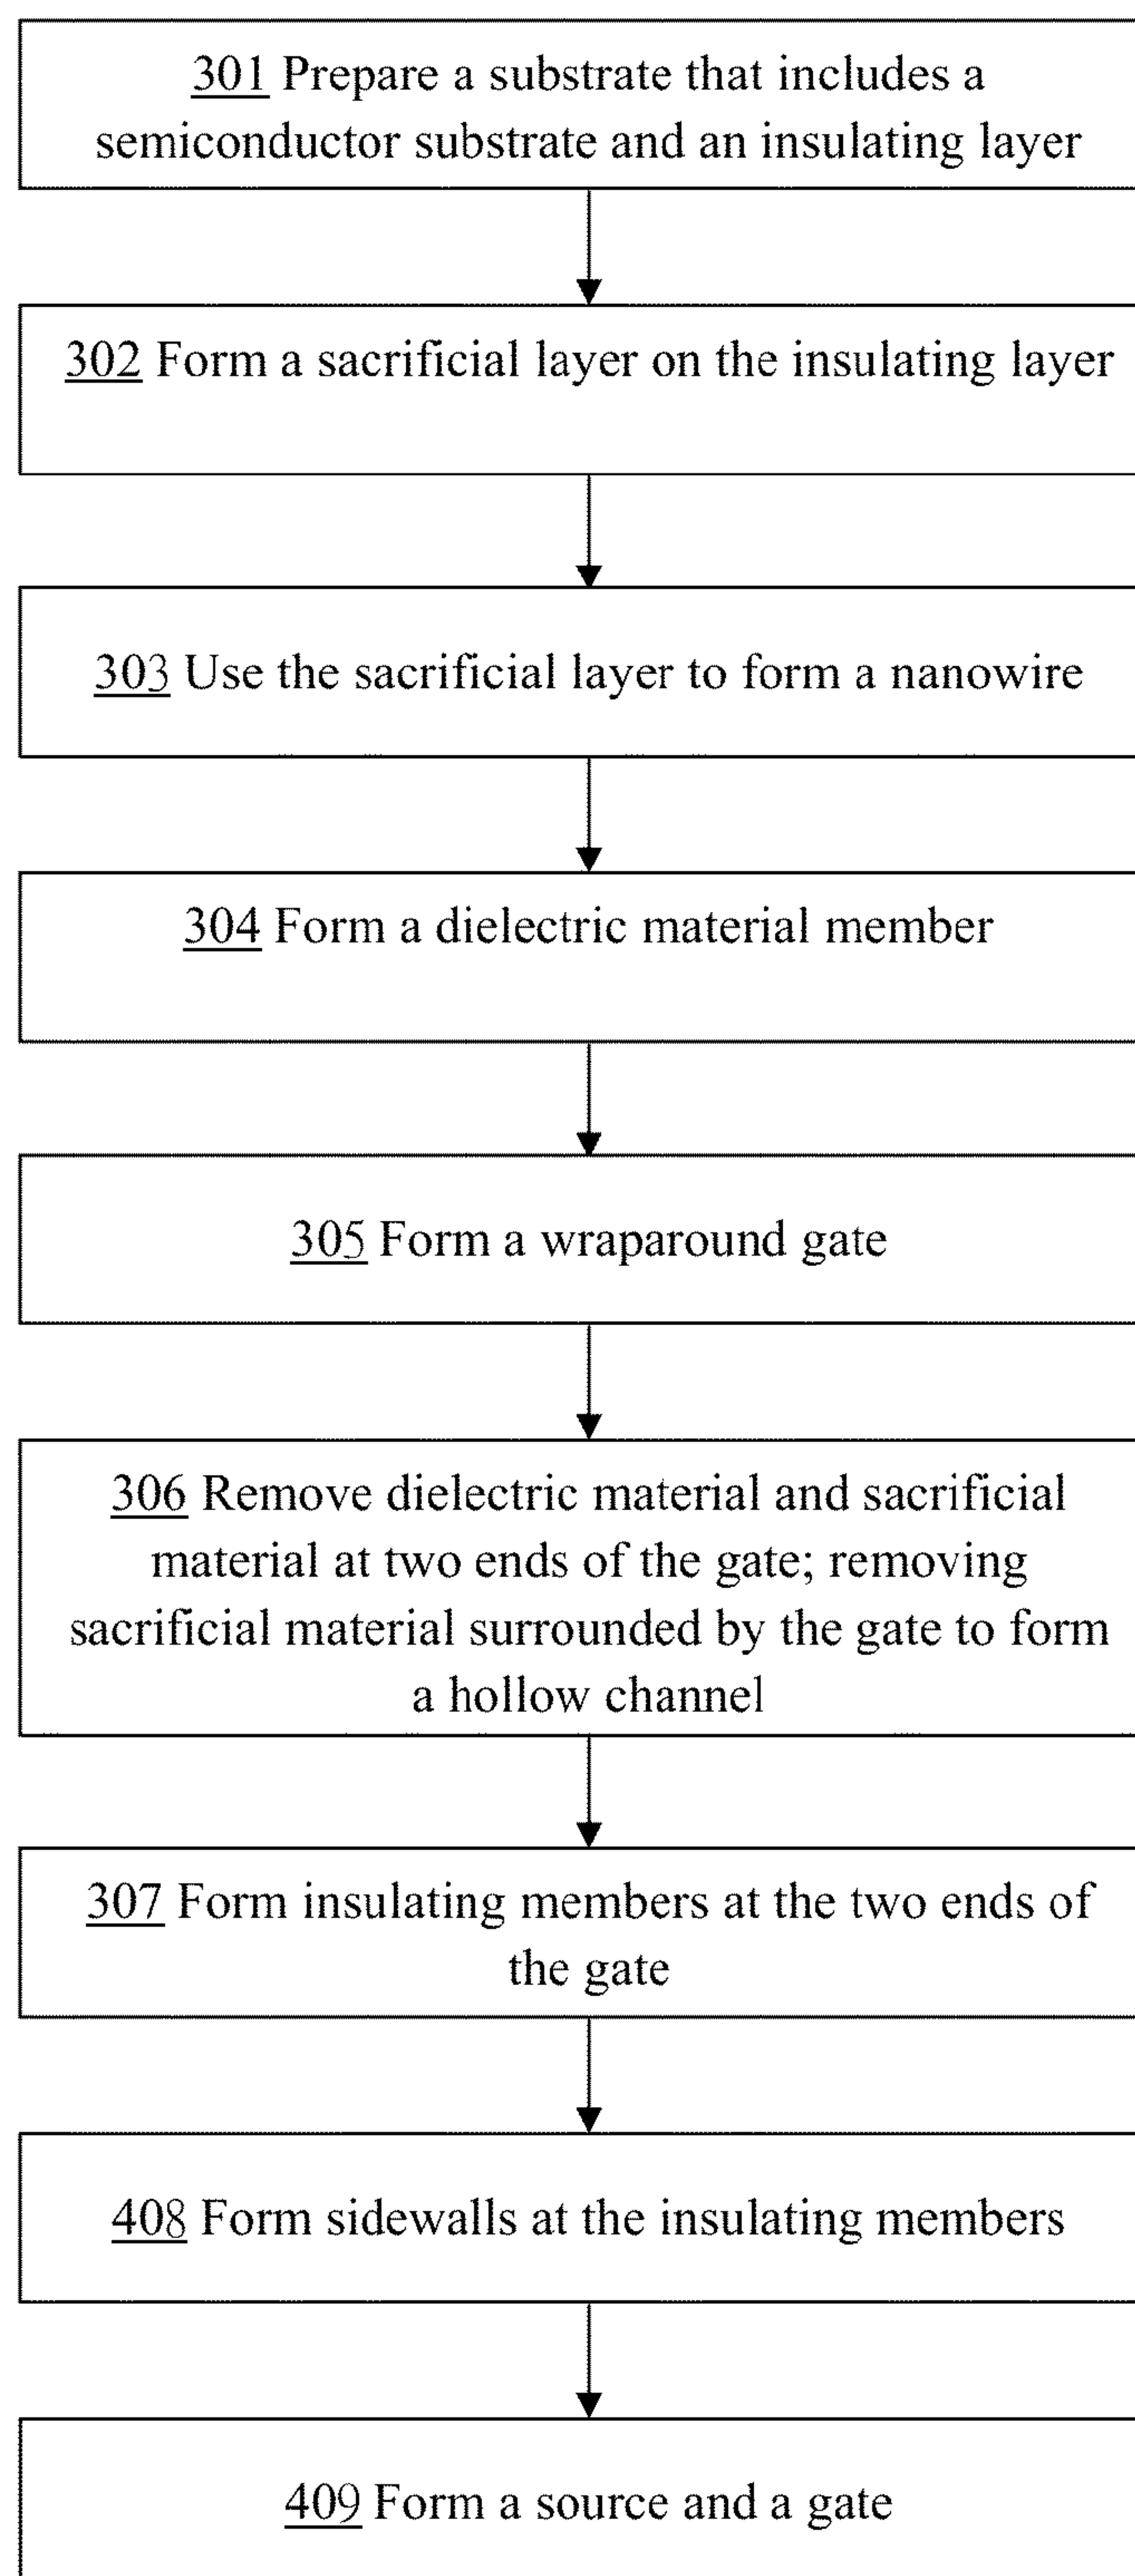 301 Prepare a substrate that includes a
semiconductor substrate and an insulating layer
302 Form a sacrificial layer on the insulating layer
303 Use the sacrificial layer to form a nanowire
304 Form a dielectric material member
305 Form a wraparound gate
306 Remove dielectric material and sacrificial
material at two ends of the gate; removing
sacrificial material surrounded by the gate to form
a hollow channel
307 Form insulating members at the two ends of
the gate
408 Form sidewalls at the insulating members
409 Form a source and a gate